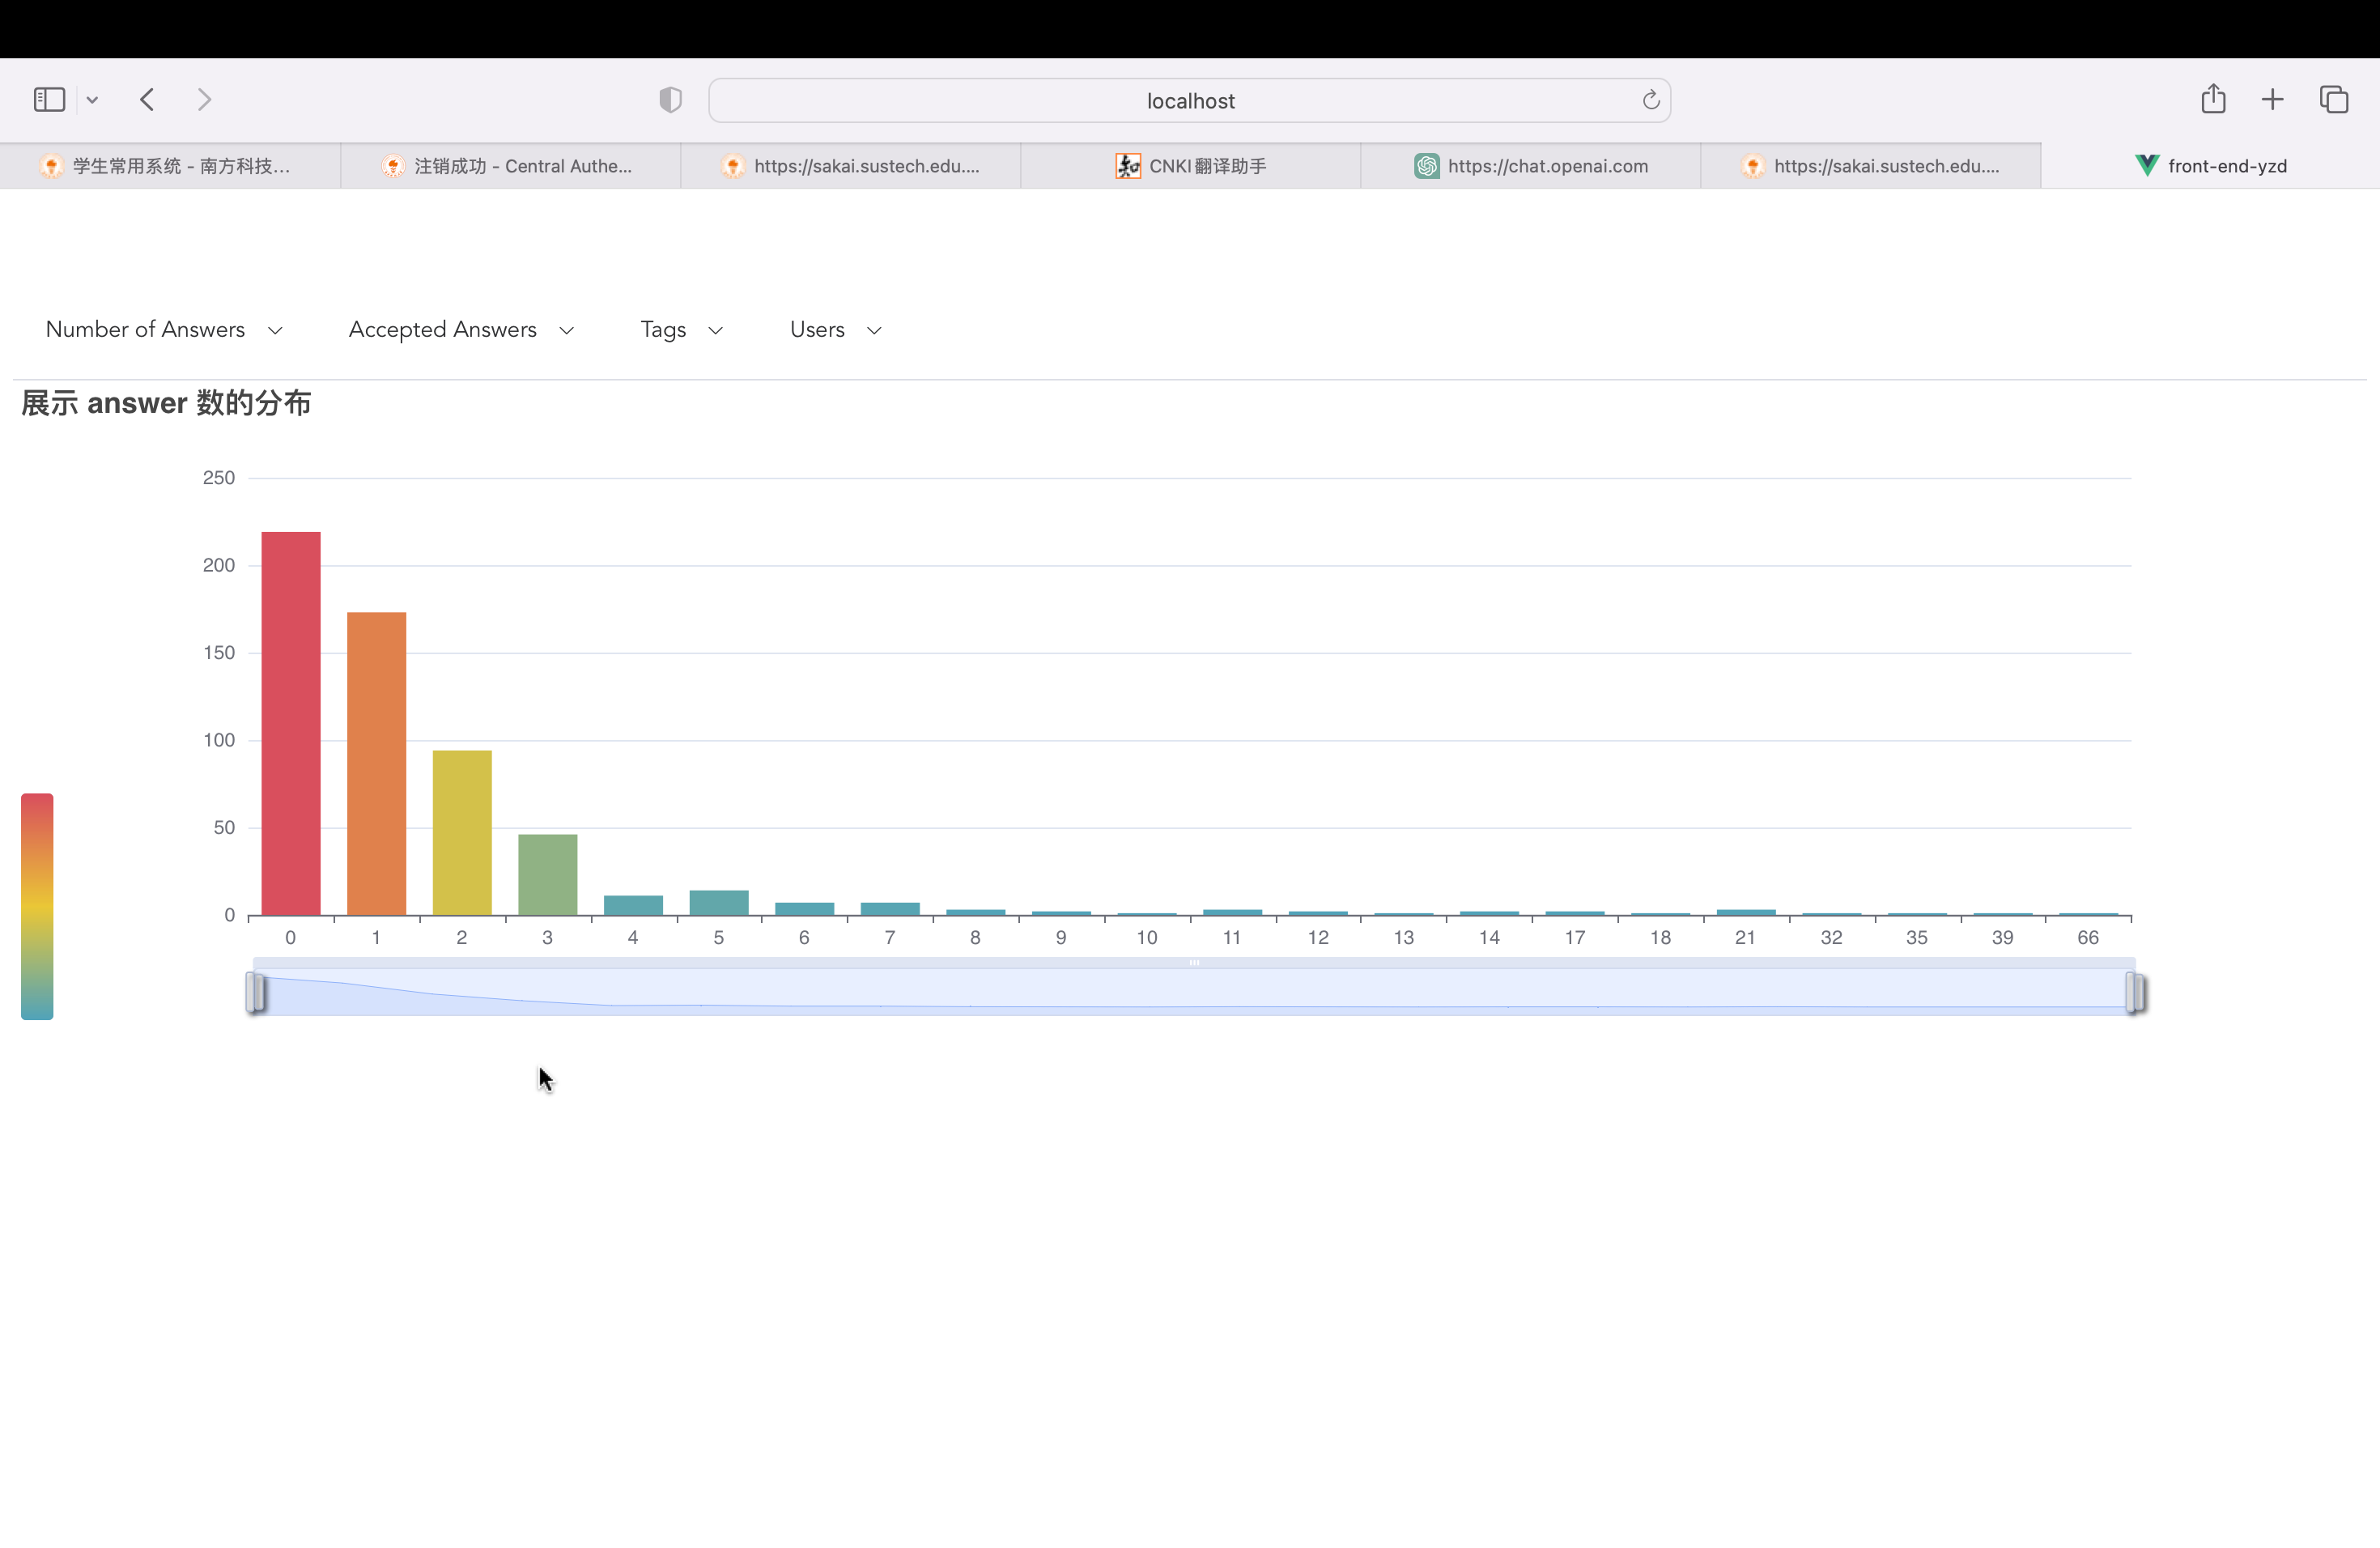 localhost
学生常用系统 - 南方科技...
注销成功 - Central Authe...
https://sakai.sustech.edu....
CNKI翻译助手
https://chat.openai.com
https://sakai.sustech.edu....
front-end-yzd
Number of Answers
Accepted Answers
Tags
Users
展示 answer 数的分布
250
200
150
100
50
0
0 1 2 3 4 5 6 7 8 9 10 11 12 13 14 17 18 21 32 35 39 66